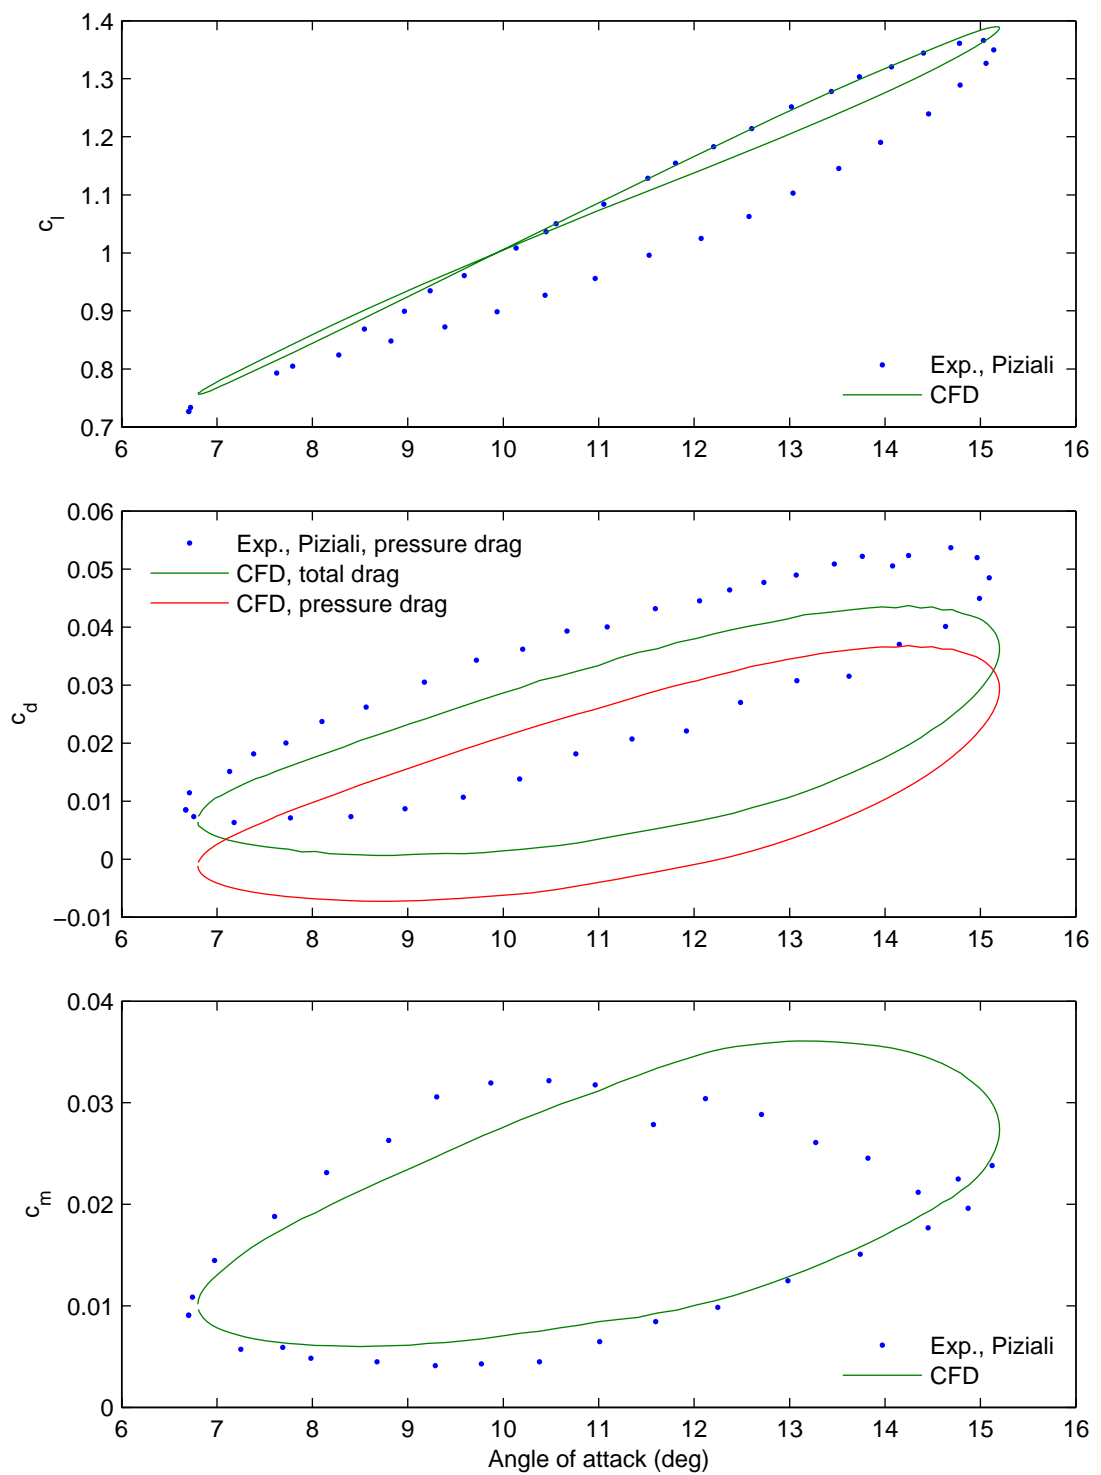 1.4
1.3
1.2
1.1
1
0.9
0.8
0.7
c_l
Exp., Piziali
CFD
6 7 8 9 10 11 12 13 14 15 16
0.06
0.05
0.04
0.03
0.02
0.01
0
−0.01
c_d
Exp., Piziali, pressure drag
CFD, total drag
CFD, pressure drag
6 7 8 9 10 11 12 13 14 15 16
0.04
0.03
0.02
0.01
0
c_m
Exp., Piziali
CFD
6 7 8 9 10 11 12 13 14 15 16
Angle of attack (deg)